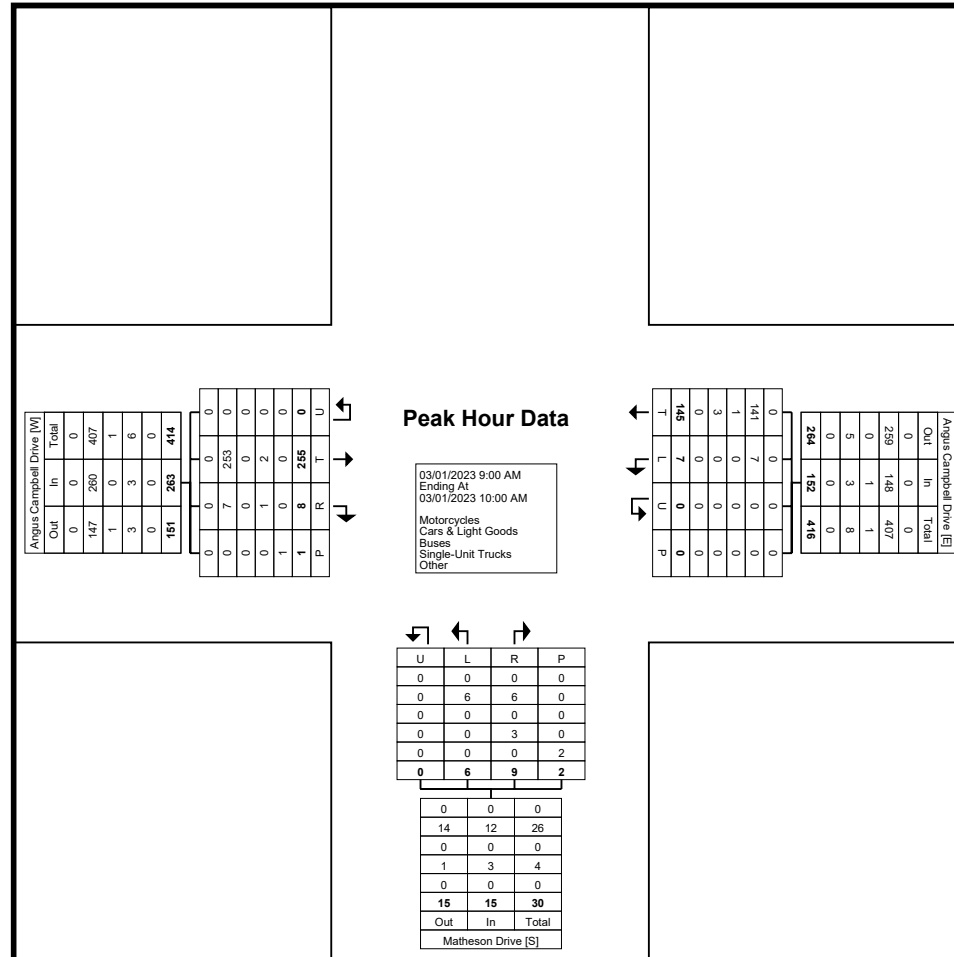 Peak Hour Data
03/01/2023 9:00 AM
Ending At
03/01/2023 10:00 AM
Motorcycles
Cars & Light Goods
Buses
Single-Unit Trucks
Other
Angus Campbell Drive [W]
Out In Total
0 0 0
147 260 407
1 0 1
3 3 6
0 0 0
151 263 414
U T R P
0 255 8 1
0 0 0 1
0 2 1 0
0 0 0 0
0 253 7 0
0 0 0 0
T L U P
145 7 0 0
0 0 0 0
3 0 0 0
1 0 0 0
141 7 0 0
0 0 0 0
Angus Campbell Drive [E]
Out In Total
0 0 0
259 148 407
0 1 1
5 3 8
0 0 0
264 152 416
U L R P
0 0 0 0
0 6 6 0
0 0 0 0
0 0 3 0
0 0 0 2
0 6 9 2
0 0 0
14 12 26
0 0 0
1 3 4
0 0 0
15 15 30
Out In Total
Matheson Drive [S]